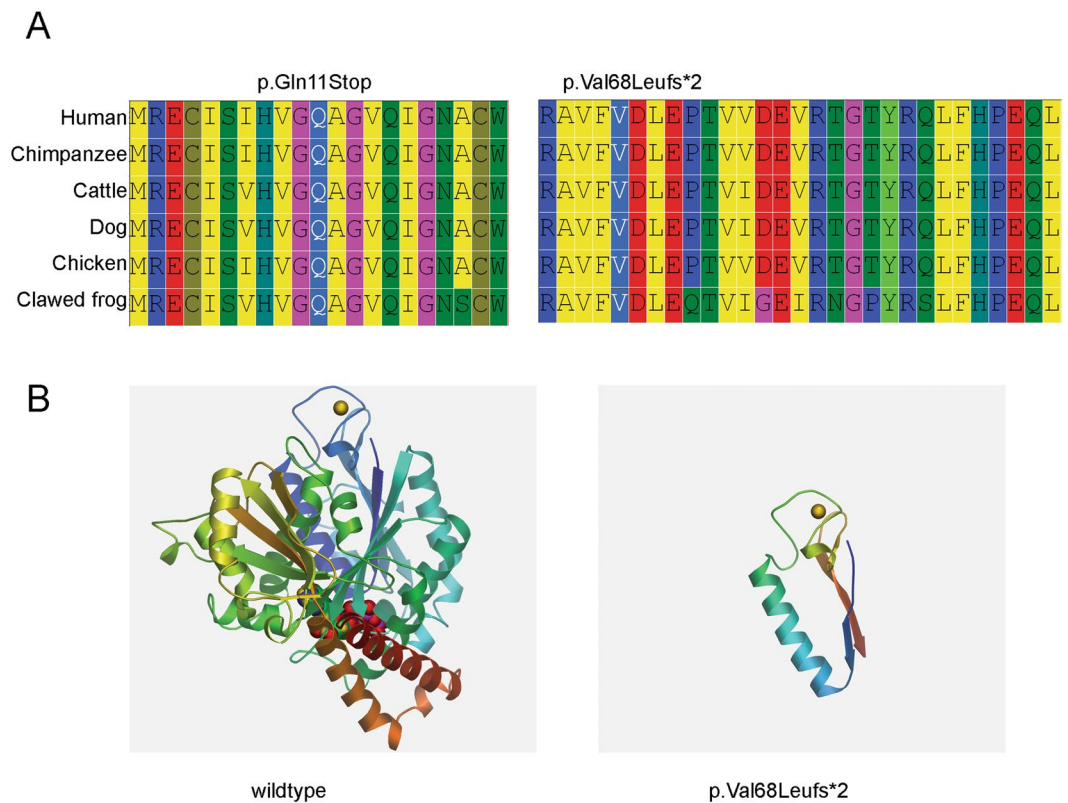 A
p.Gln11Stop
p.Val68Leufs*2
Human MRECISIHVGQAGVQIGNACW RAVFVDLEPTVVDEVRTGTYRQLFHPEQL
Chimpanzee MRECISIHVGQAGVQIGNACW RAVFVDLEPTVVDEVRTGTYRQLFHPEQL
Cattle MRECISVHVGQAGVQIGNACW RAVFVDLEPTVIDEVRTGTYRQLFHPEQL
Dog MRECISVHVGQAGVQIGNACW RAVFVDLEPTVIDEVRTGTYRQLFHPEQL
Chicken MRECISIHVGQAGVQIGNACW RAVFVDLEPTVVDEVRTGTYRQLFHPEQL
Clawed frog MRECISVHVGQAGVQIGNSCW RAVFVDLEQTVIGEIRNGPYRSLFHPEQL
B
wildtype
p.Val68Leufs*2